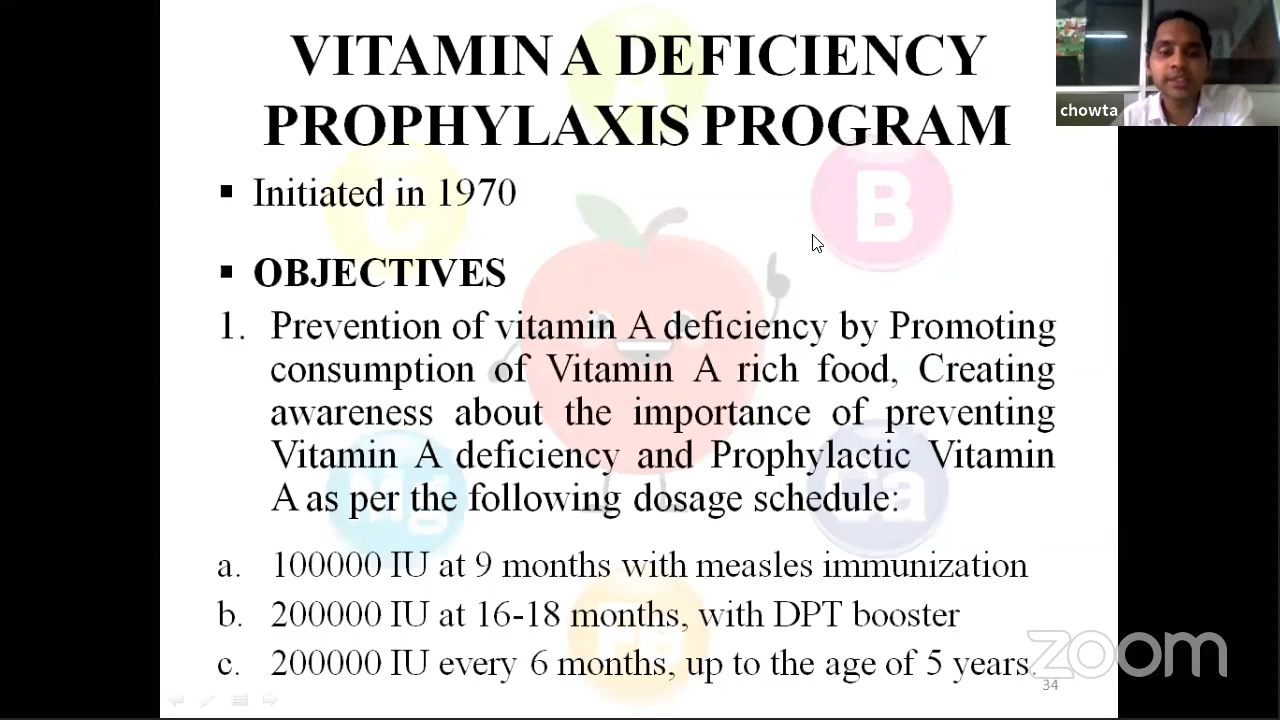 VITAMIN A DEFICIENCY
PROPHYLAXIS PROGRAM
chowta
▪ Initiated in 1970
B
▪ OBJECTIVES
1. Prevention of vitamin A deficiency by Promoting
consumption of Vitamin A rich food, Creating
awareness about the importance of preventing
Vitamin A deficiency and Prophylactic Vitamin
A as per the following dosage schedule:
Mg
Ca
a. 100000 IU at 9 months with measles immunization
b. 200000 IU at 16-18 months, with DPT booster
c. 200000 IU every 6 months, up to the age of 5 years.
zoom
34